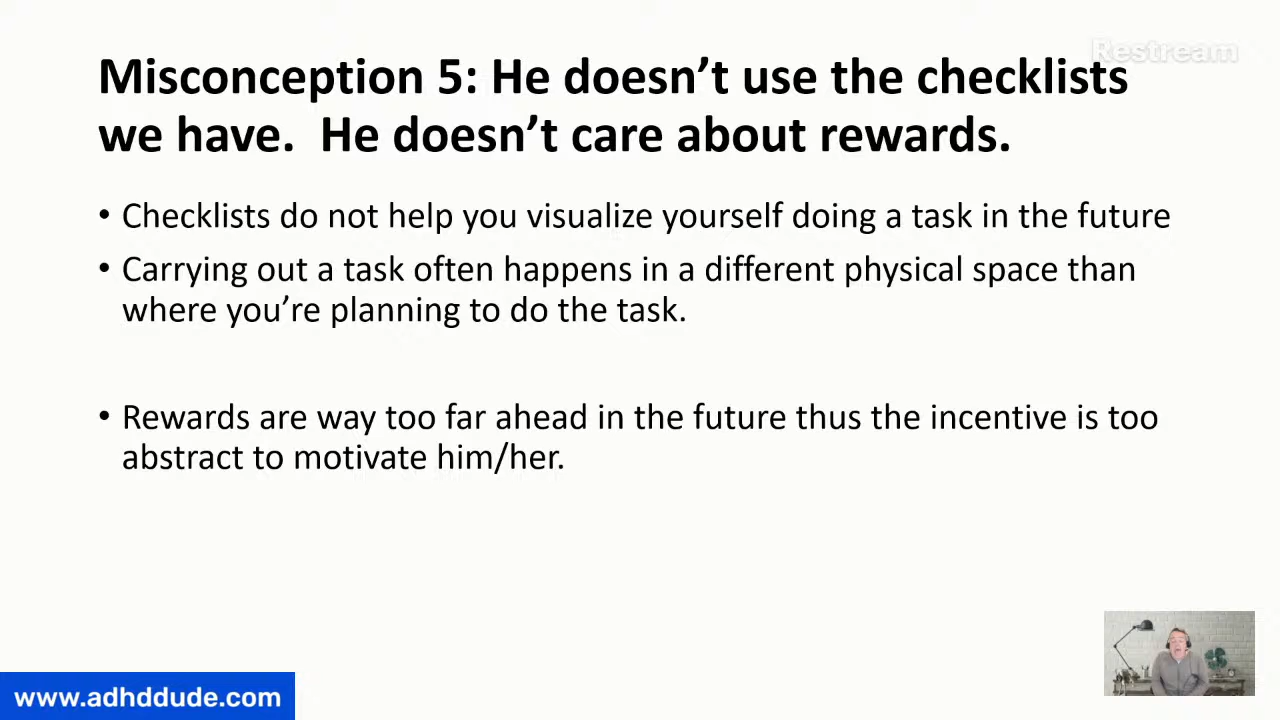 Restream
Misconception 5: He doesn’t use the checklists
we have.  He doesn’t care about rewards.
• Checklists do not help you visualize yourself doing a task in the future
• Carrying out a task often happens in a different physical space than
where you’re planning to do the task.
• Rewards are way too far ahead in the future thus the incentive is too
abstract to motivate him/her.
www.adhddude.com